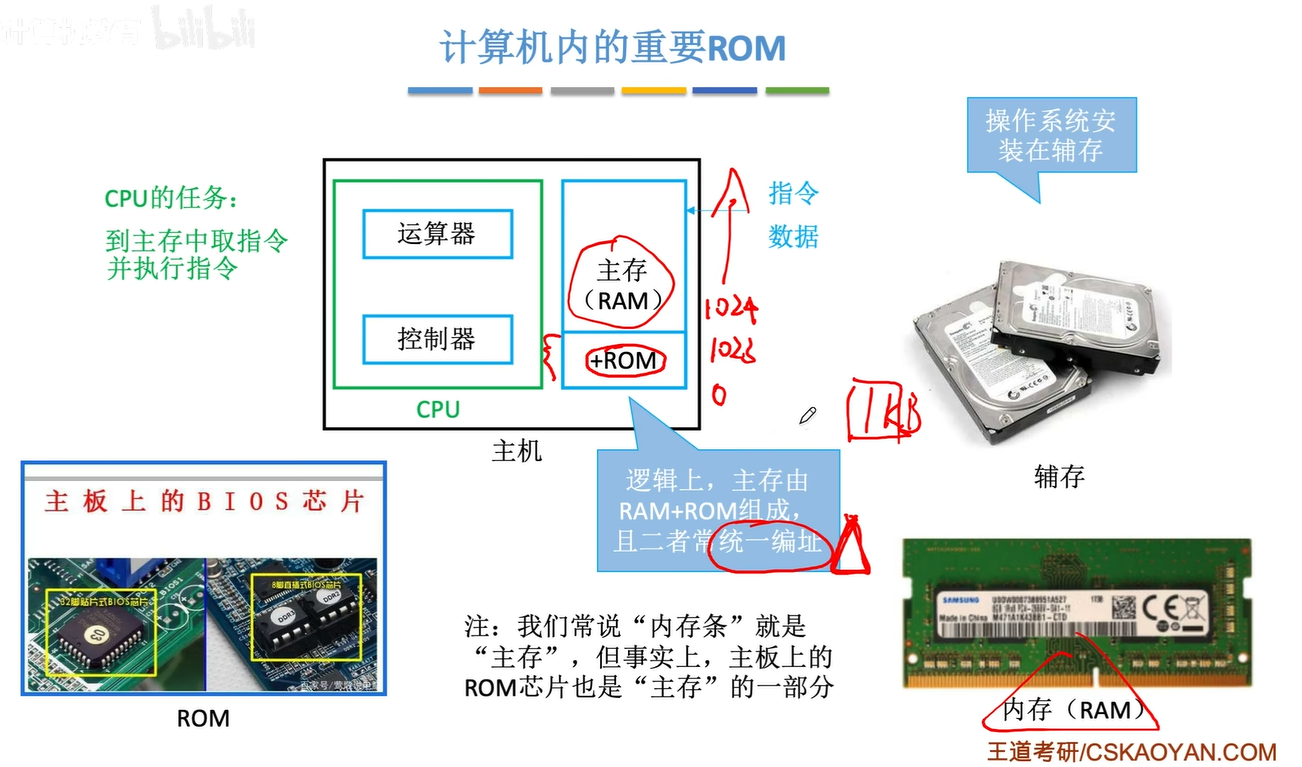 bilibili
计算机内的重要ROM
操作系统安
装在辅存
CPU的任务：
到主存中取指令
并执行指令
运算器
控制器
CPU
主存
（RAM）
+ROM
主机
指令
数据
1024
1023
0
1KB
辅存
逻辑上，主存由
RAM+ROM组成，
且二者常统一编址
主板上的BIOS芯片
32脚贴片式BIOS芯片
8脚直插式BIOS芯片
DDR3
DDR2
ROM
注：我们常说“内存条”就是
“主存”，但事实上，主板上的
ROM芯片也是“主存”的一部分
SAMSUNG
Made in China
内存（RAM）
王道考研/CSKAOYAN.COM